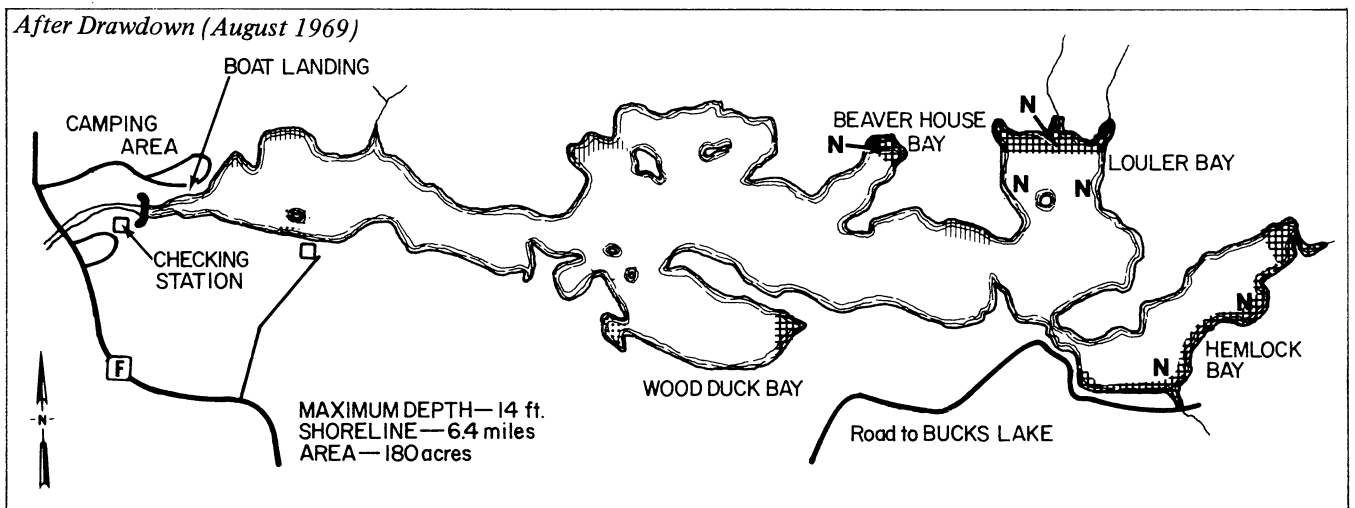 After Drawdown (August 1969)
BOAT LANDING
CAMPING
AREA
BEAVER HOUSE
BAY
N
N
LOULER BAY
N
N
CHECKING
STATION
N
HEMLOCK
BAY
N
F
WOOD DUCK BAY
-N-
MAXIMUM DEPTH—14 ft.
SHORELINE—6.4 miles
AREA—180 acres
Road to BUCKS LAKE